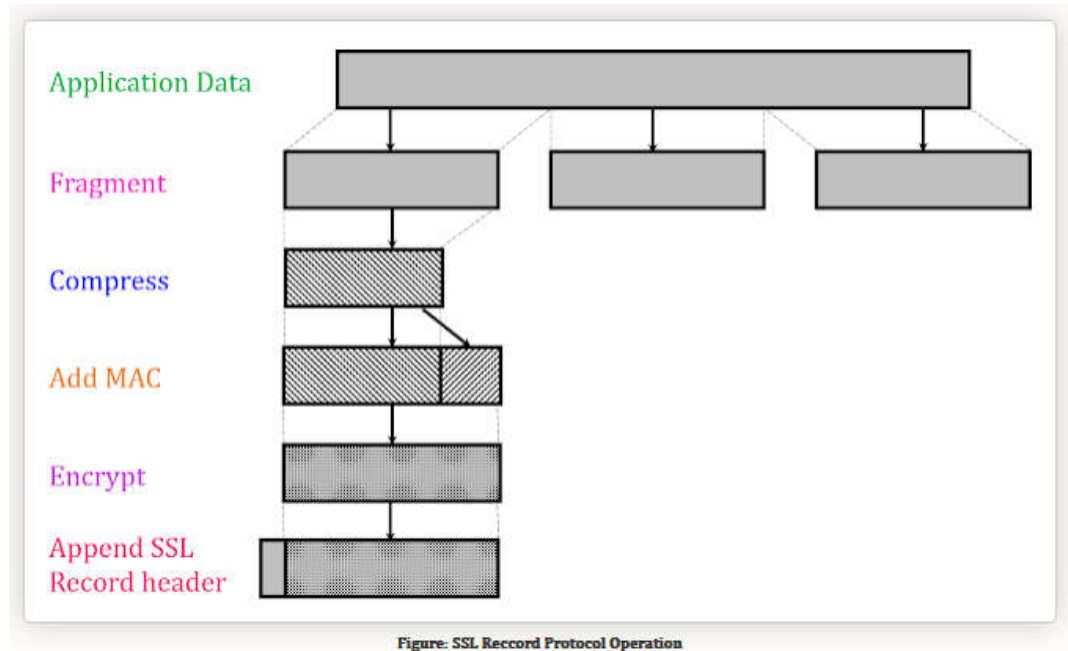 Application Data
Fragment
Compress
Add MAC
Encrypt
Append SSL
Record header
Figure: SSL Reccord Protocol Operation